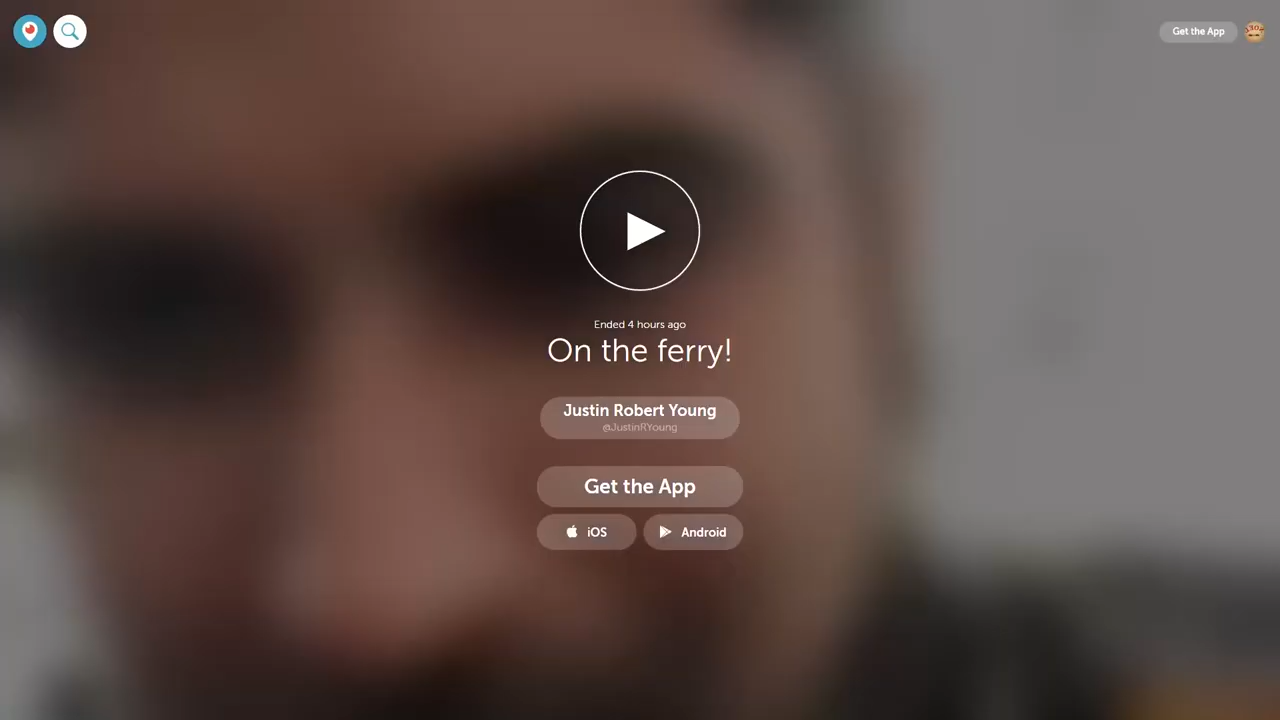 Get the App
Ended 4 hours ago
On the ferry!
Justin Robert Young
@JustinRYoung
Get the App
iOS
Android